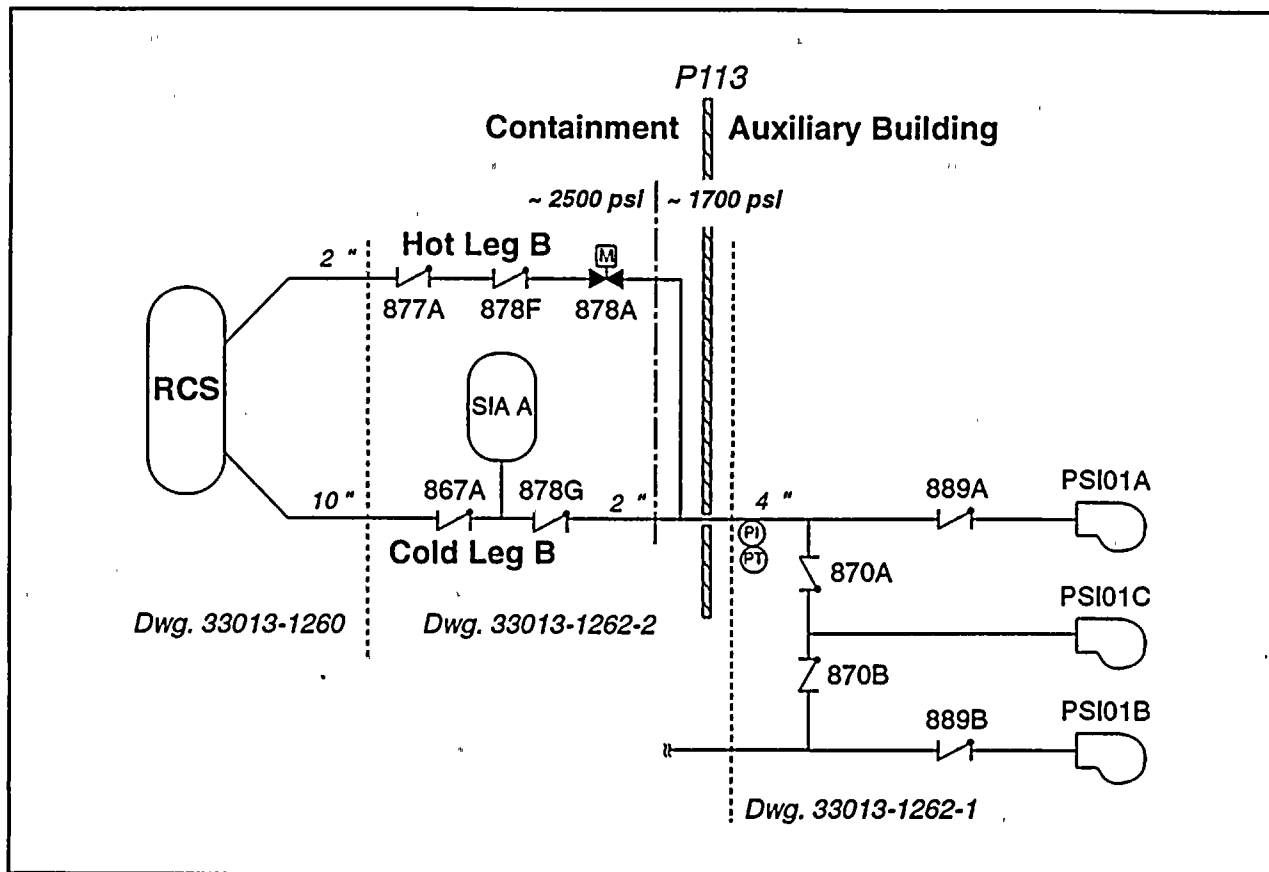 P113
Containment Auxiliary Building
~ 2500 psi ~ 1700 psi
Hot Leg B
2 "
M
877A 878F 878A
RCS
SIA A
10 " 867A 878G 2 " 4 " 889A PSI01A
Cold Leg B
PI
PT
870A
PSI01C
Dwg. 33013-1260 Dwg. 33013-1262-2
870B
889B PSI01B
Dwg. 33013-1262-1